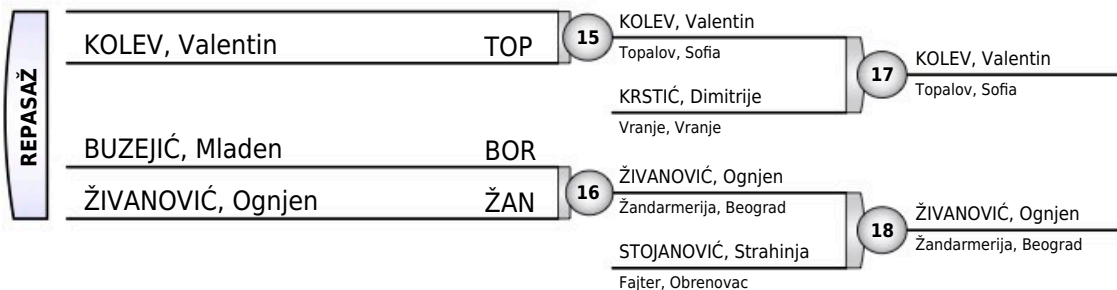 REPASAŽ
KOLEV, Valentin TOP
BUZEJIĆ, Mladen BOR
ŽIVANOVIĆ, Ognjen ŽAN
15
KOLEV, Valentin
Topalov, Sofia
KRSTIĆ, Dimitrije
Vranje, Vranje
16
ŽIVANOVIĆ, Ognjen
Žandarmerija, Beograd
STOJANOVIĆ, Strahinja
Fajter, Obrenovac
17
KOLEV, Valentin
Topalov, Sofia
18
ŽIVANOVIĆ, Ognjen
Žandarmerija, Beograd